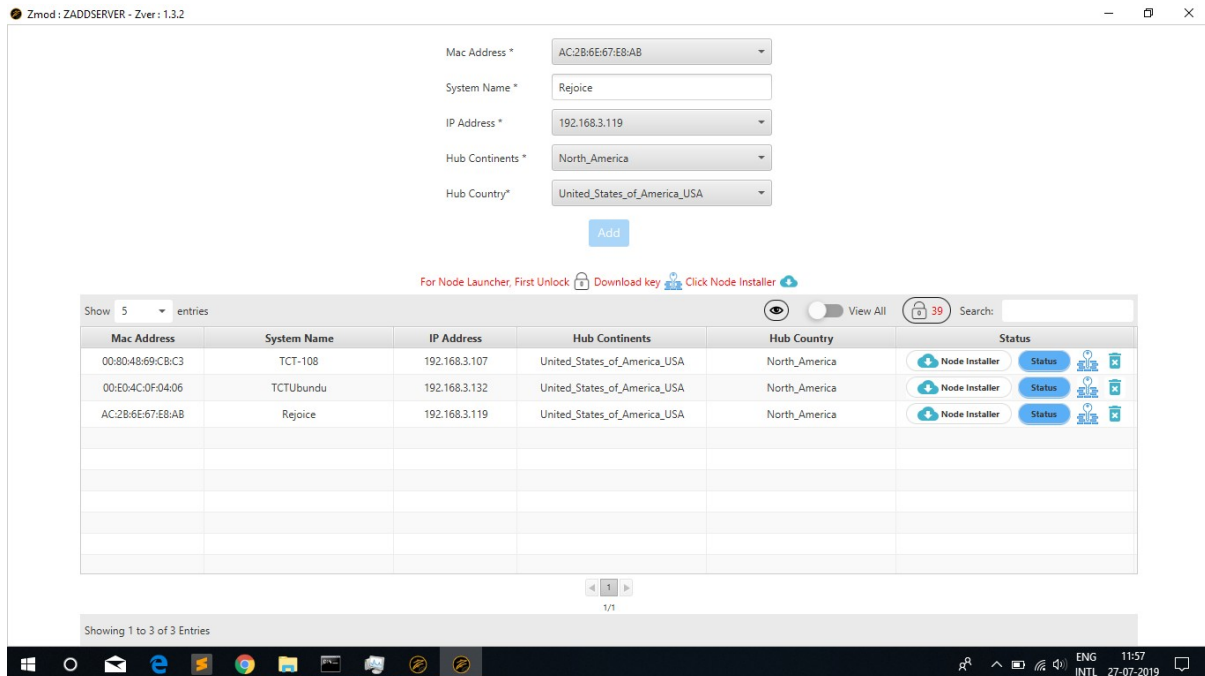 Zmod : ZADDSERVER - Zver : 1.3.2
Mac Address * AC:2B:6E:67:E8:AB
System Name * Rejoice
IP Address * 192.168.3.119
Hub Continents * North_America
Hub Country* United_States_of_America_USA
Add
For Node Launcher, First Unlock Download key Click Node Installer
Show 5 entries View All 39 Search:
Mac Address System Name IP Address Hub Continents Hub Country Status
00:80:48:69:CB:C3 TCT-108 192.168.3.107 United_States_of_America_USA North_America Node Installer Status
00:E0:4C:0F:04:06 TCTUbundu 192.168.3.132 United_States_of_America_USA North_America Node Installer Status
AC:2B:6E:67:E8:AB Rejoice 192.168.3.119 United_States_of_America_USA North_America Node Installer Status
1
1/1
Showing 1 to 3 of 3 Entries
ENG 11:57
INTL 27-07-2019